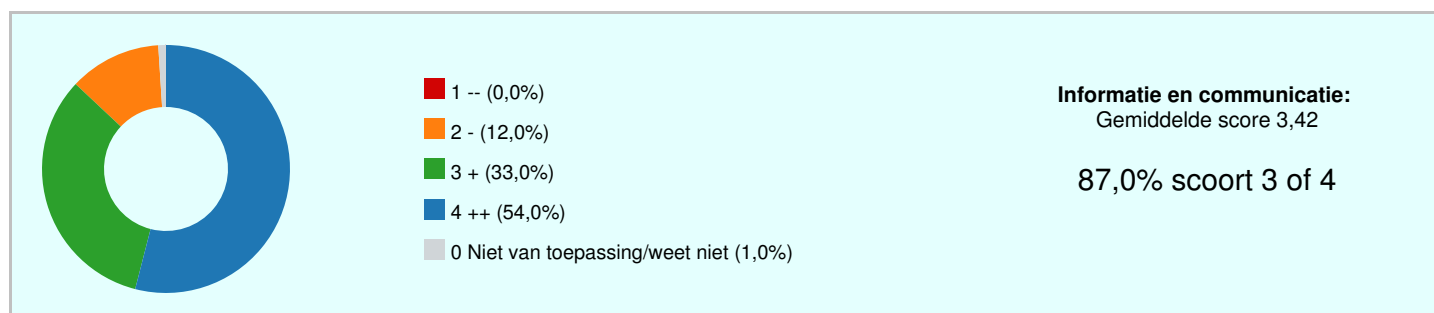 1 -- (0,0%)
2 - (12,0%)
3 + (33,0%)
4 ++ (54,0%)
0 Niet van toepassing/weet niet (1,0%)
Informatie en communicatie:
Gemiddelde score 3,42
87,0% scoort 3 of 4